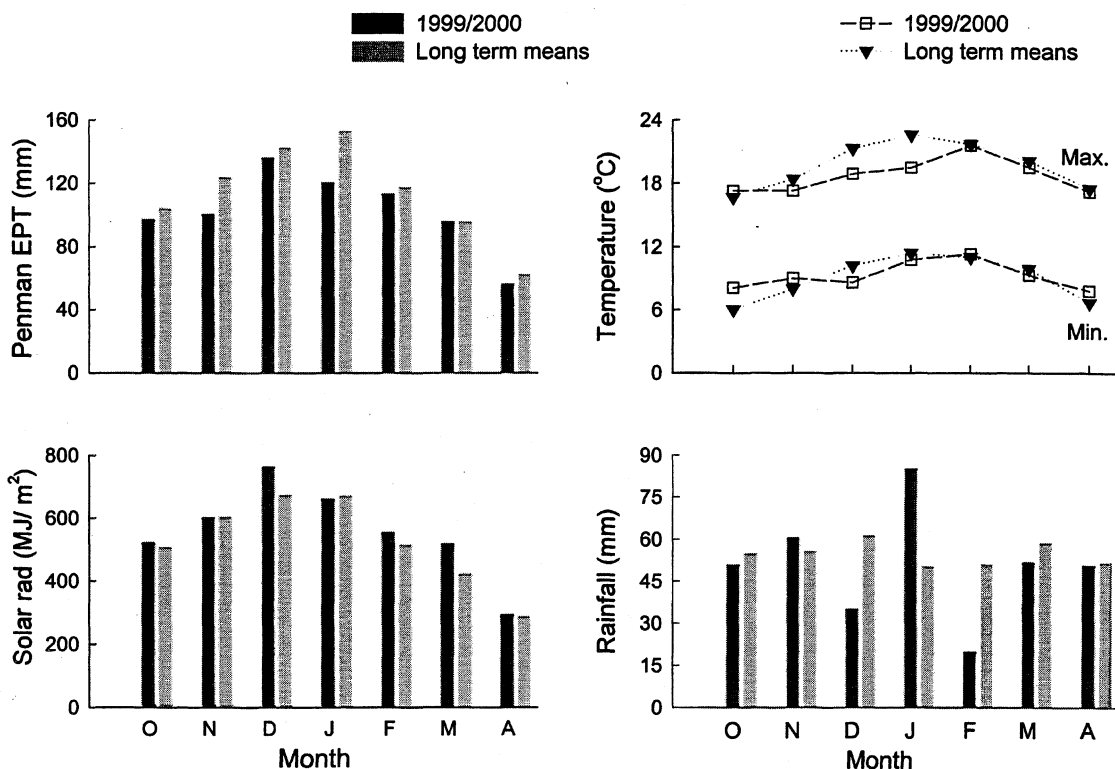 1999/2000
Long term means
1999/2000
Long term means
Penman EPT (mm)
160
120
80
40
0
Temperature (°C)
24
18
12
6
0
Max.
Min.
Solar rad (MJ/ m²)
800
600
400
200
0
O N D J F M A
Month
Rainfall (mm)
90
75
60
45
30
15
0
O N D J F M A
Month